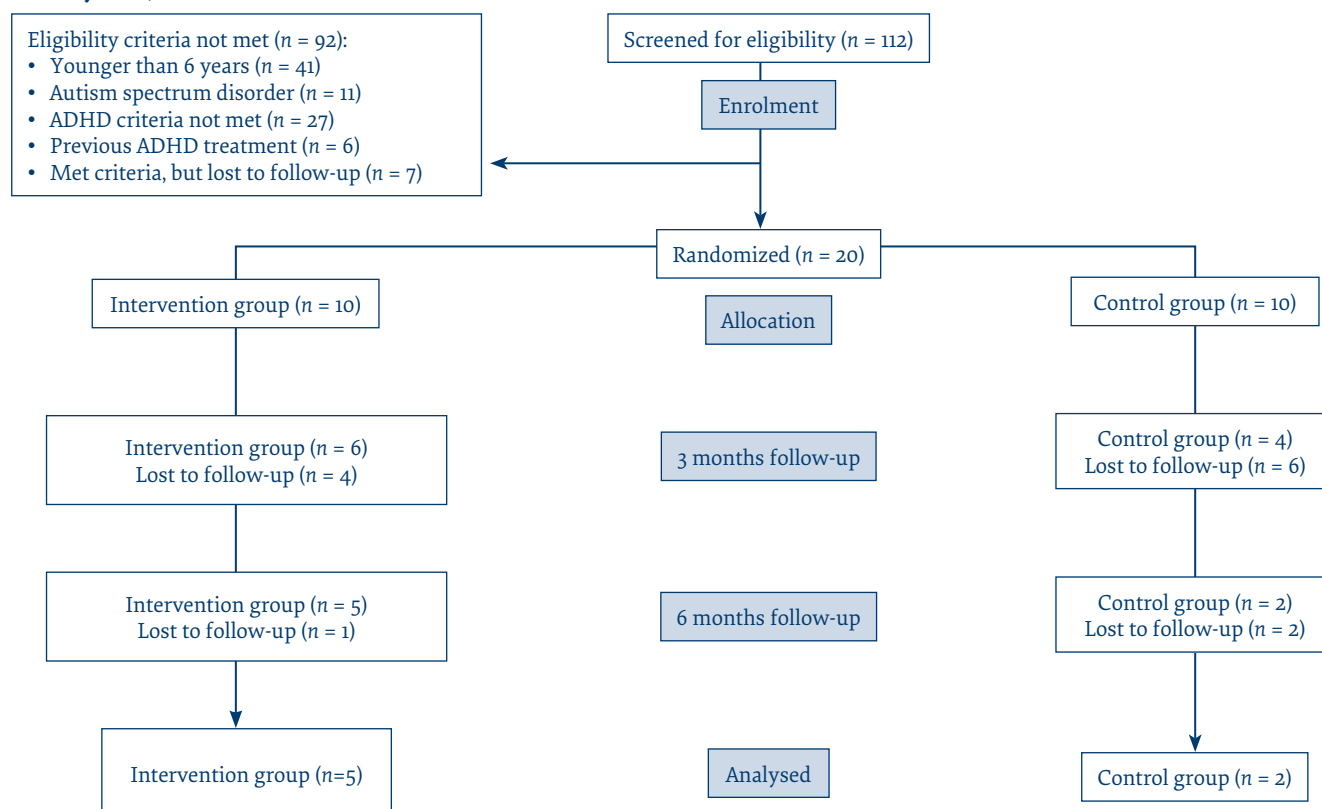 Eligibility criteria not met (n = 92):
• Younger than 6 years (n = 41)
• Autism spectrum disorder (n = 11)
• ADHD criteria not met (n = 27)
• Previous ADHD treatment (n = 6)
• Met criteria, but lost to follow-up (n = 7)
Screened for eligibility (n = 112)
Enrolment
Randomized (n = 20)
Intervention group (n = 10)
Allocation
Control group (n = 10)
Intervention group (n = 6)
Lost to follow-up (n = 4)
3 months follow-up
Control group (n = 4)
Lost to follow-up (n = 6)
Intervention group (n = 5)
Lost to follow-up (n = 1)
6 months follow-up
Control group (n = 2)
Lost to follow-up (n = 2)
Intervention group (n=5)
Analysed
Control group (n = 2)